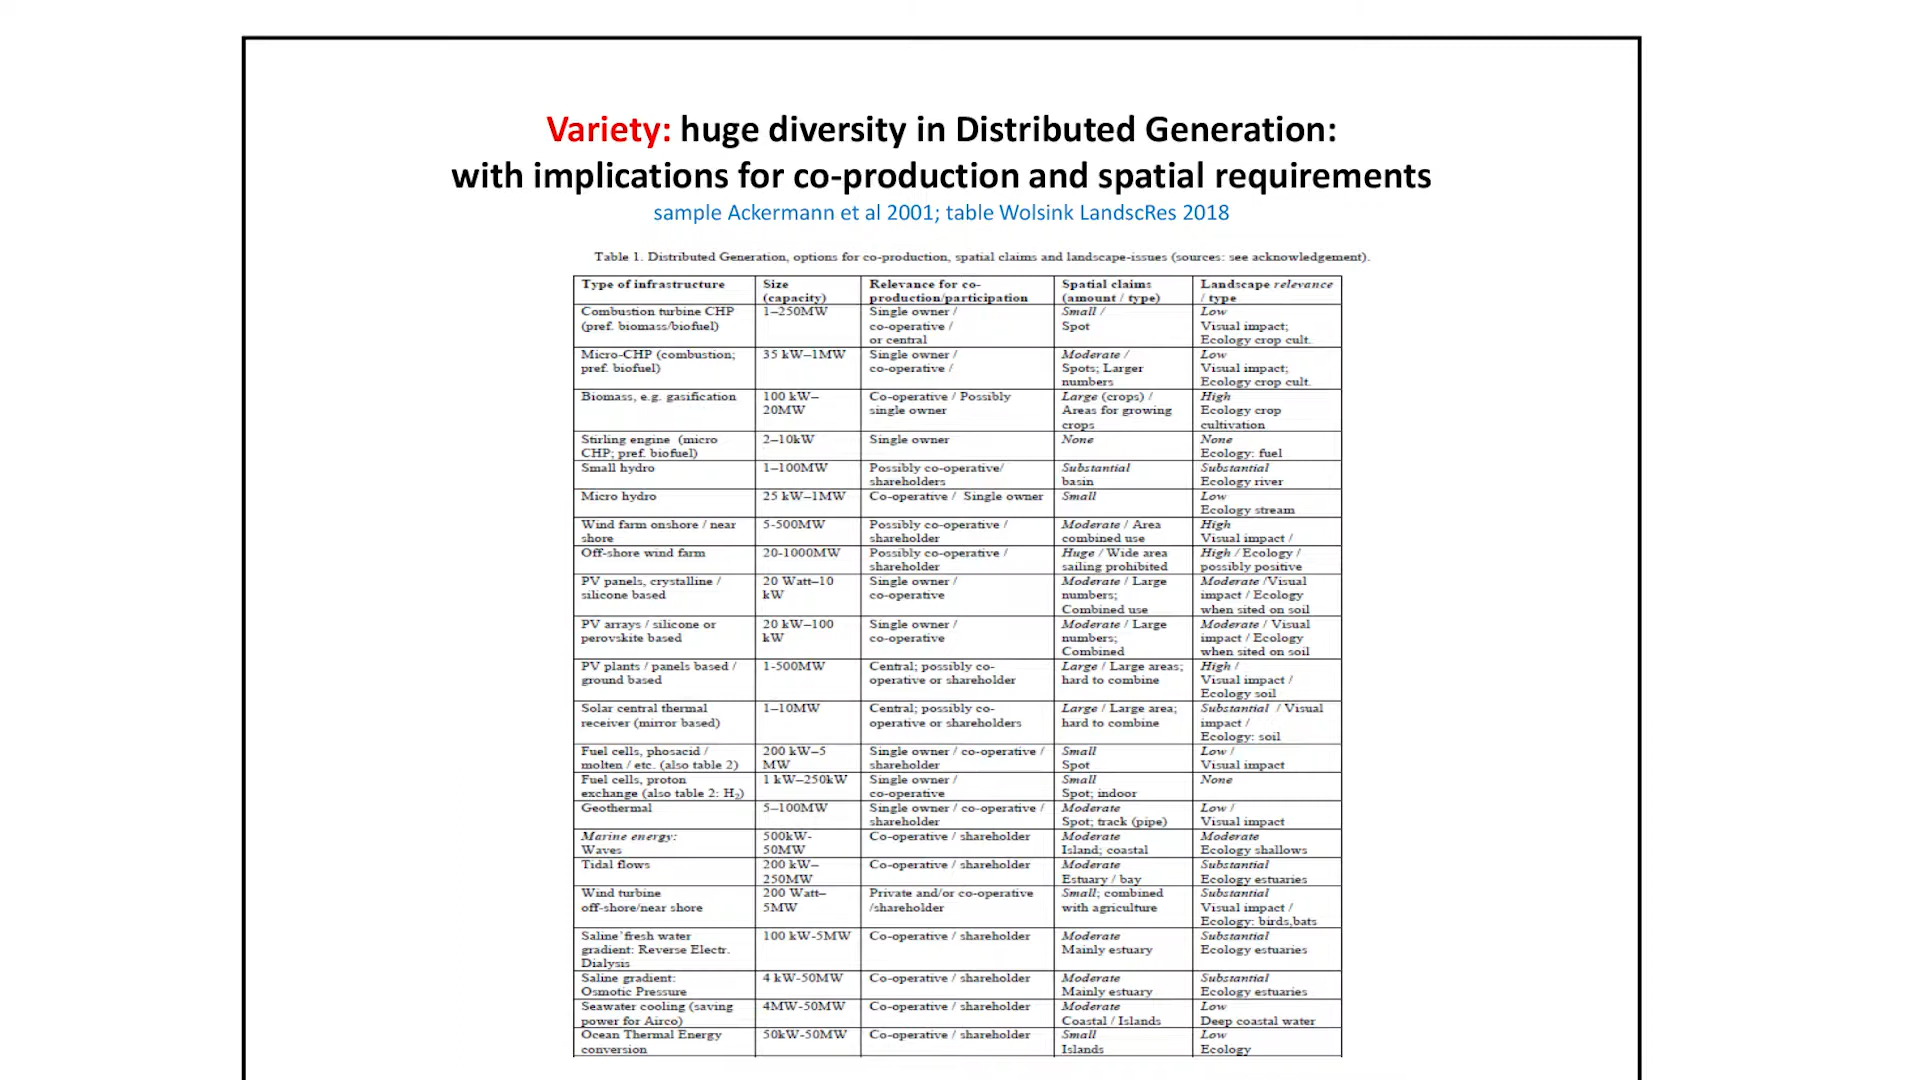 Variety: huge diversity in Distributed Generation:
with implications for co-production and spatial requirements
sample Ackermann et al 2001; table Wolsink LandscRes 2018
Table 1. Distributed Generation, options for co-production, spatial claims and landscape-issues (sources: see acknowledgement).
Type of infrastructure
Size
(capacity)
Relevance for co-
production/participation
Spatial claims
(amount / type)
Landscape relevance
/ type
Combustion turbine CHP
(pref. biomass/biofuel)
1–250MW
Single owner /
co-operative /
or central
Small /
Spot
Low
Visual impact;
Ecology crop cult.
Micro-CHP (combustion;
pref. biofuel)
35 kW–1MW
Single owner /
co-operative /
Moderate /
Spots; Larger
numbers
Low
Visual impact;
Ecology crop cult.
Biomass, e.g. gasification
100 kW–
20MW
Co-operative / Possibly
single owner
Large (crops) /
Areas for growing
crops
High
Ecology crop
cultivation
Stirling engine (micro
CHP; pref. biofuel)
2–10kW
Single owner
None
None
Ecology: fuel
Small hydro
1–100MW
Possibly co-operative/
shareholders
Substantial
basin
Substantial
Ecology river
Micro hydro
25 kW–1MW
Co-operative / Single owner
Small
Low
Ecology stream
Wind farm onshore / near
shore
5-500MW
Possibly co-operative /
shareholder
Moderate / Area
combined use
High
Visual impact /
Off-shore wind farm
20-1000MW
Possibly co-operative /
shareholder
Huge / Wide area
sailing prohibited
High / Ecology /
possibly positive
PV panels, crystalline /
silicone based
20 Watt–10
kW
Single owner /
co-operative
Moderate / Large
numbers;
Combined use
Moderate /Visual
impact / Ecology
when sited on soil
PV arrays / silicone or
perovskite based
20 kW–100
kW
Single owner /
co-operative
Moderate / Large
numbers;
Combined
Moderate / Visual
impact / Ecology
when sited on soil
PV plants / panels based /
ground based
1-500MW
Central; possibly co-
operative or shareholder
Large / Large areas;
hard to combine
High /
Visual impact /
Ecology soil
Solar central thermal
receiver (mirror based)
1–10MW
Central; possibly co-
operative or shareholders
Large / Large area;
hard to combine
Substantial / Visual
impact /
Ecology: soil
Fuel cells, phosacid /
molten / etc. (also table 2)
200 kW–5
MW
Single owner / co-operative /
shareholder
Small
Spot
Low /
Visual impact
Fuel cells, proton
exchange (also table 2: H₂)
1 kW–250kW
Single owner /
co-operative
Small
Spot; indoor
None
Geothermal
5–100MW
Single owner / co-operative /
shareholder
Moderate
Spot; track (pipe)
Low /
Visual impact
Marine energy:
Waves
500kW-
50MW
Co-operative / shareholder
Moderate
Island; coastal
Moderate
Ecology shallows
Tidal flows
200 kW–
250MW
Co-operative / shareholder
Moderate
Estuary / bay
Substantial
Ecology estuaries
Wind turbine
off-shore/near shore
200 Watt–
5MW
Private and/or co-operative
/shareholder
Small; combined
with agriculture
Substantial
Visual impact /
Ecology: birds,bats
Saline'fresh water
gradient: Reverse Electr.
Dialysis
100 kW-5MW
Co-operative / shareholder
Moderate
Mainly estuary
Substantial
Ecology estuaries
Saline gradient:
Osmotic Pressure
4 kW-50MW
Co-operative / shareholder
Moderate
Mainly estuary
Substantial
Ecology estuaries
Seawater cooling (saving
power for Airco)
4MW-50MW
Co-operative / shareholder
Moderate
Coastal / Islands
Low
Deep coastal water
Ocean Thermal Energy
conversion
50kW-50MW
Co-operative / shareholder
Small
Islands
Low
Ecology